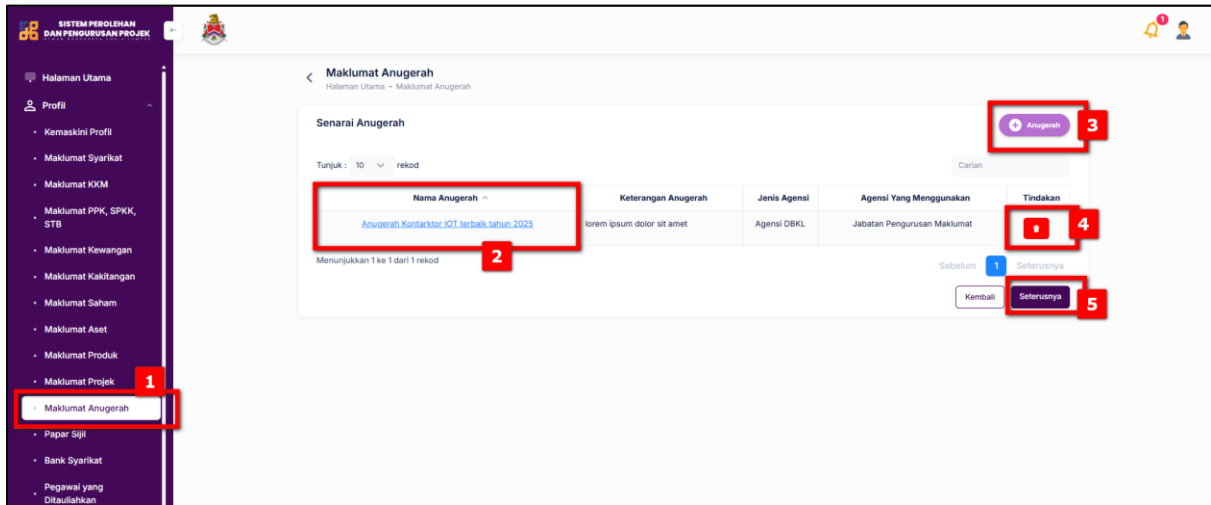 SISTEM PEROLEHAN
DAN PENGURUSAN PROJEK
1
Halaman Utama
Profil
Kemaskini Profil
Maklumat Syarikat
Maklumat KKM
Maklumat PPK, SPKK,
STB
Maklumat Kewangan
Maklumat Kakitangan
Maklumat Saham
Maklumat Aset
Maklumat Produk
Maklumat Projek
1
Maklumat Anugerah
Papar Sijil
Bank Syarikat
Pegawai yang
Ditauliahkan
Maklumat Anugerah
Halaman Utama - Maklumat Anugerah
Senarai Anugerah
Anugerah
3
Tunjuk : 10 rekod
Carian
Nama Anugerah Keterangan Anugerah Jenis Agensi Agensi Yang Menggunakan Tindakan
Anugerah Kontarktor IOT terbaik tahun 2025 lorem ipsum dolor sit amet Agensi DBKL Jabatan Pengurusan Maklumat
4
2
Menunjukkan 1 ke 1 dari 1 rekod
Sebelum 1 Seterusnya
Kembali Seterusnya
5